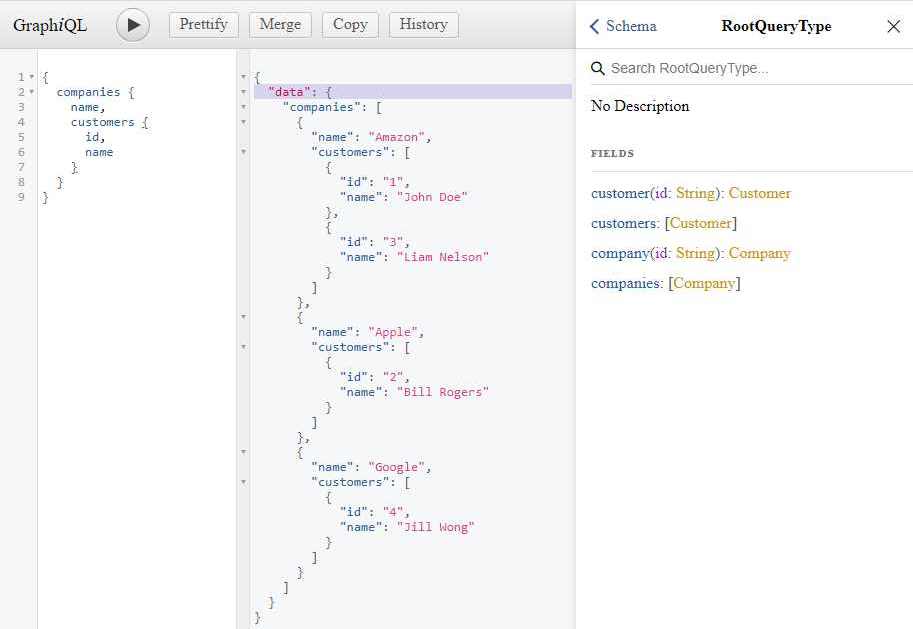 GraphiQL
Prettify
Merge
Copy
History
1 {
2   companies {
3     name,
4     customers {
5       id,
6       name
7     }
8   }
9 }
{
  "data": {
    "companies": [
      {
        "name": "Amazon",
        "customers": [
          {
            "id": "1",
            "name": "John Doe"
          },
          {
            "id": "3",
            "name": "Liam Nelson"
          }
        ]
      },
      {
        "name": "Apple",
        "customers": [
          {
            "id": "2",
            "name": "Bill Rogers"
          }
        ]
      },
      {
        "name": "Google",
        "customers": [
          {
            "id": "4",
            "name": "Jill Wong"
          }
        ]
      }
    ]
  }
}
Schema
RootQueryType
Search RootQueryType...
No Description
FIELDS
customer(id: String): Customer
customers: [Customer]
company(id: String): Company
companies: [Company]